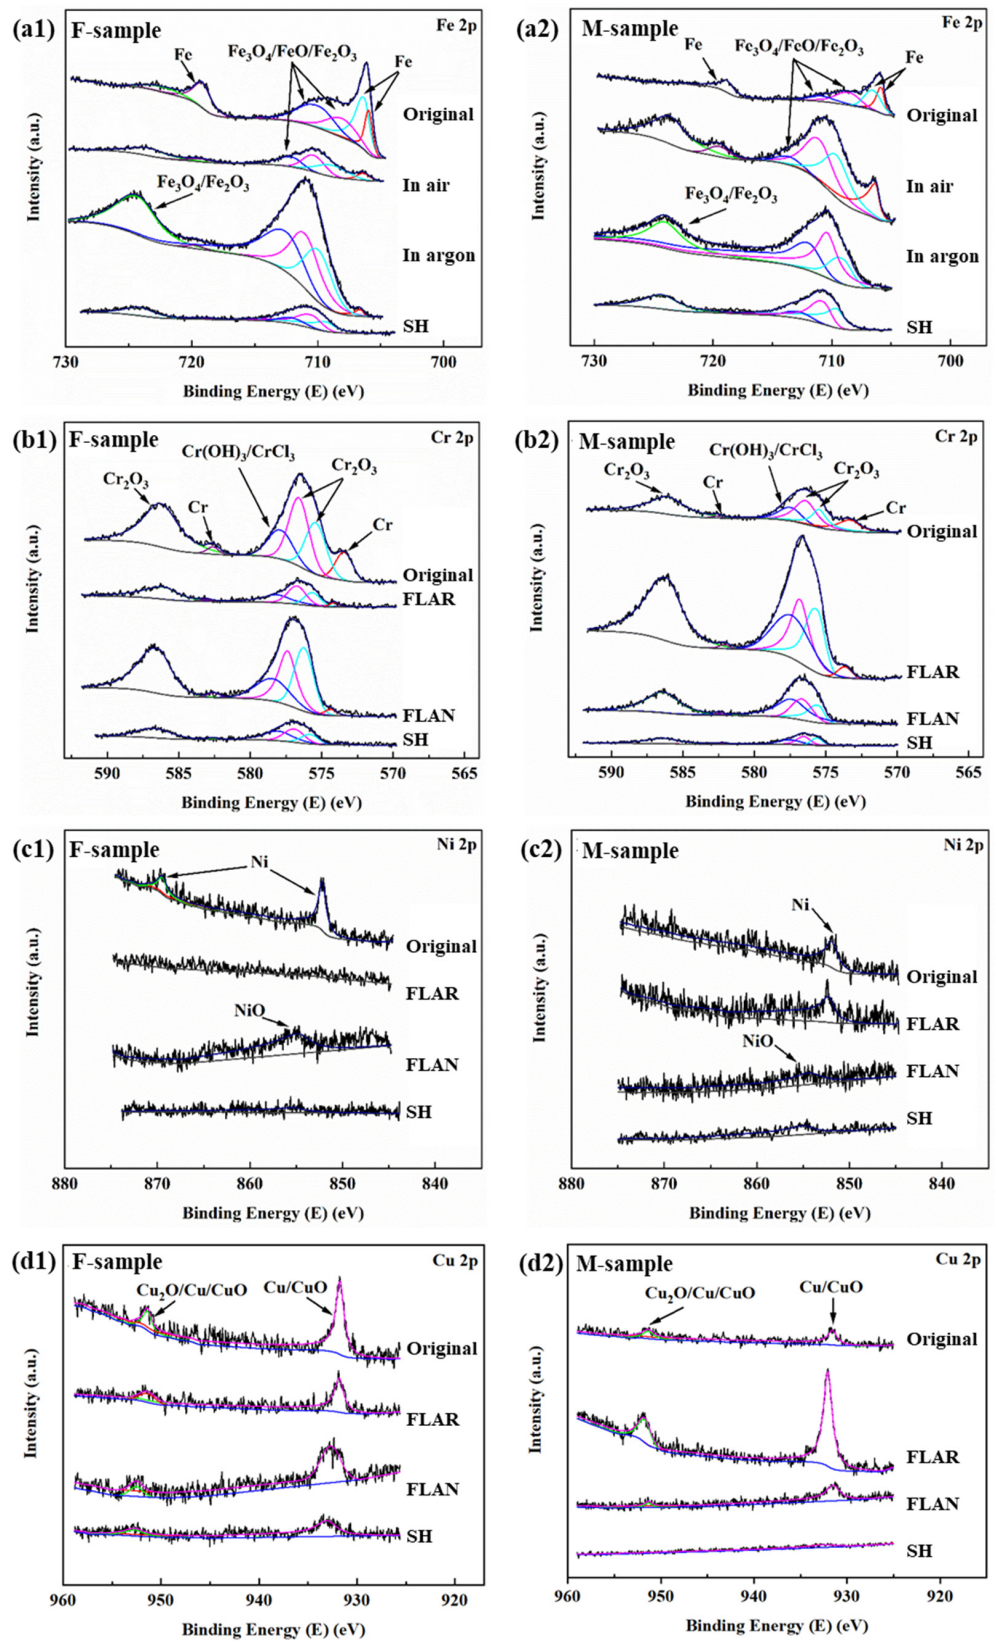 (a1) F-sample Fe 2p
Fe Fe₃O₄/FeO/Fe₂O₃ Fe
Original
In air
Fe₃O₄/Fe₂O₃
In argon
SH
Intensity (a.u.)
730 720 710 700
Binding Energy (E) (eV)
(a2) M-sample Fe 2p
Fe Fe₃O₄/FeO/Fe₂O₃ Fe
Original
In air
Fe₃O₄/Fe₂O₃
In argon
SH
Intensity (a.u.)
730 720 710 700
Binding Energy (E) (eV)
(b1) F-sample Cr 2p
Cr(OH)₃/CrCl₃
Cr₂O₃ Cr Cr₂O₃ Cr
Original
FLAR
FLAN
SH
Intensity (a.u.)
590 585 580 575 570 565
Binding Energy (E) (eV)
(b2) M-sample Cr 2p
Cr(OH)₃/CrCl₃
Cr₂O₃ Cr Cr₂O₃ Cr
Original
FLAR
FLAN
SH
Intensity (a.u.)
590 585 580 575 570 565
Binding Energy (E) (eV)
(c1) F-sample Ni 2p
Ni
Original
FLAR
NiO
FLAN
SH
Intensity (a.u.)
880 870 860 850 840
Binding Energy (E) (eV)
(c2) M-sample Ni 2p
Ni
Original
FLAR
NiO
FLAN
SH
Intensity (a.u.)
880 870 860 850 840
Binding Energy (E) (eV)
(d1) F-sample Cu 2p
Cu₂O/Cu/CuO Cu/CuO
Original
FLAR
FLAN
SH
Intensity (a.u.)
960 950 940 930
Binding Energy (E) (eV)
(d2) M-sample Cu 2p
Cu₂O/Cu/CuO Cu/CuO
Original
FLAR
FLAN
SH
Intensity (a.u.)
960 950 940 930 920
Binding Energy (E) (eV)